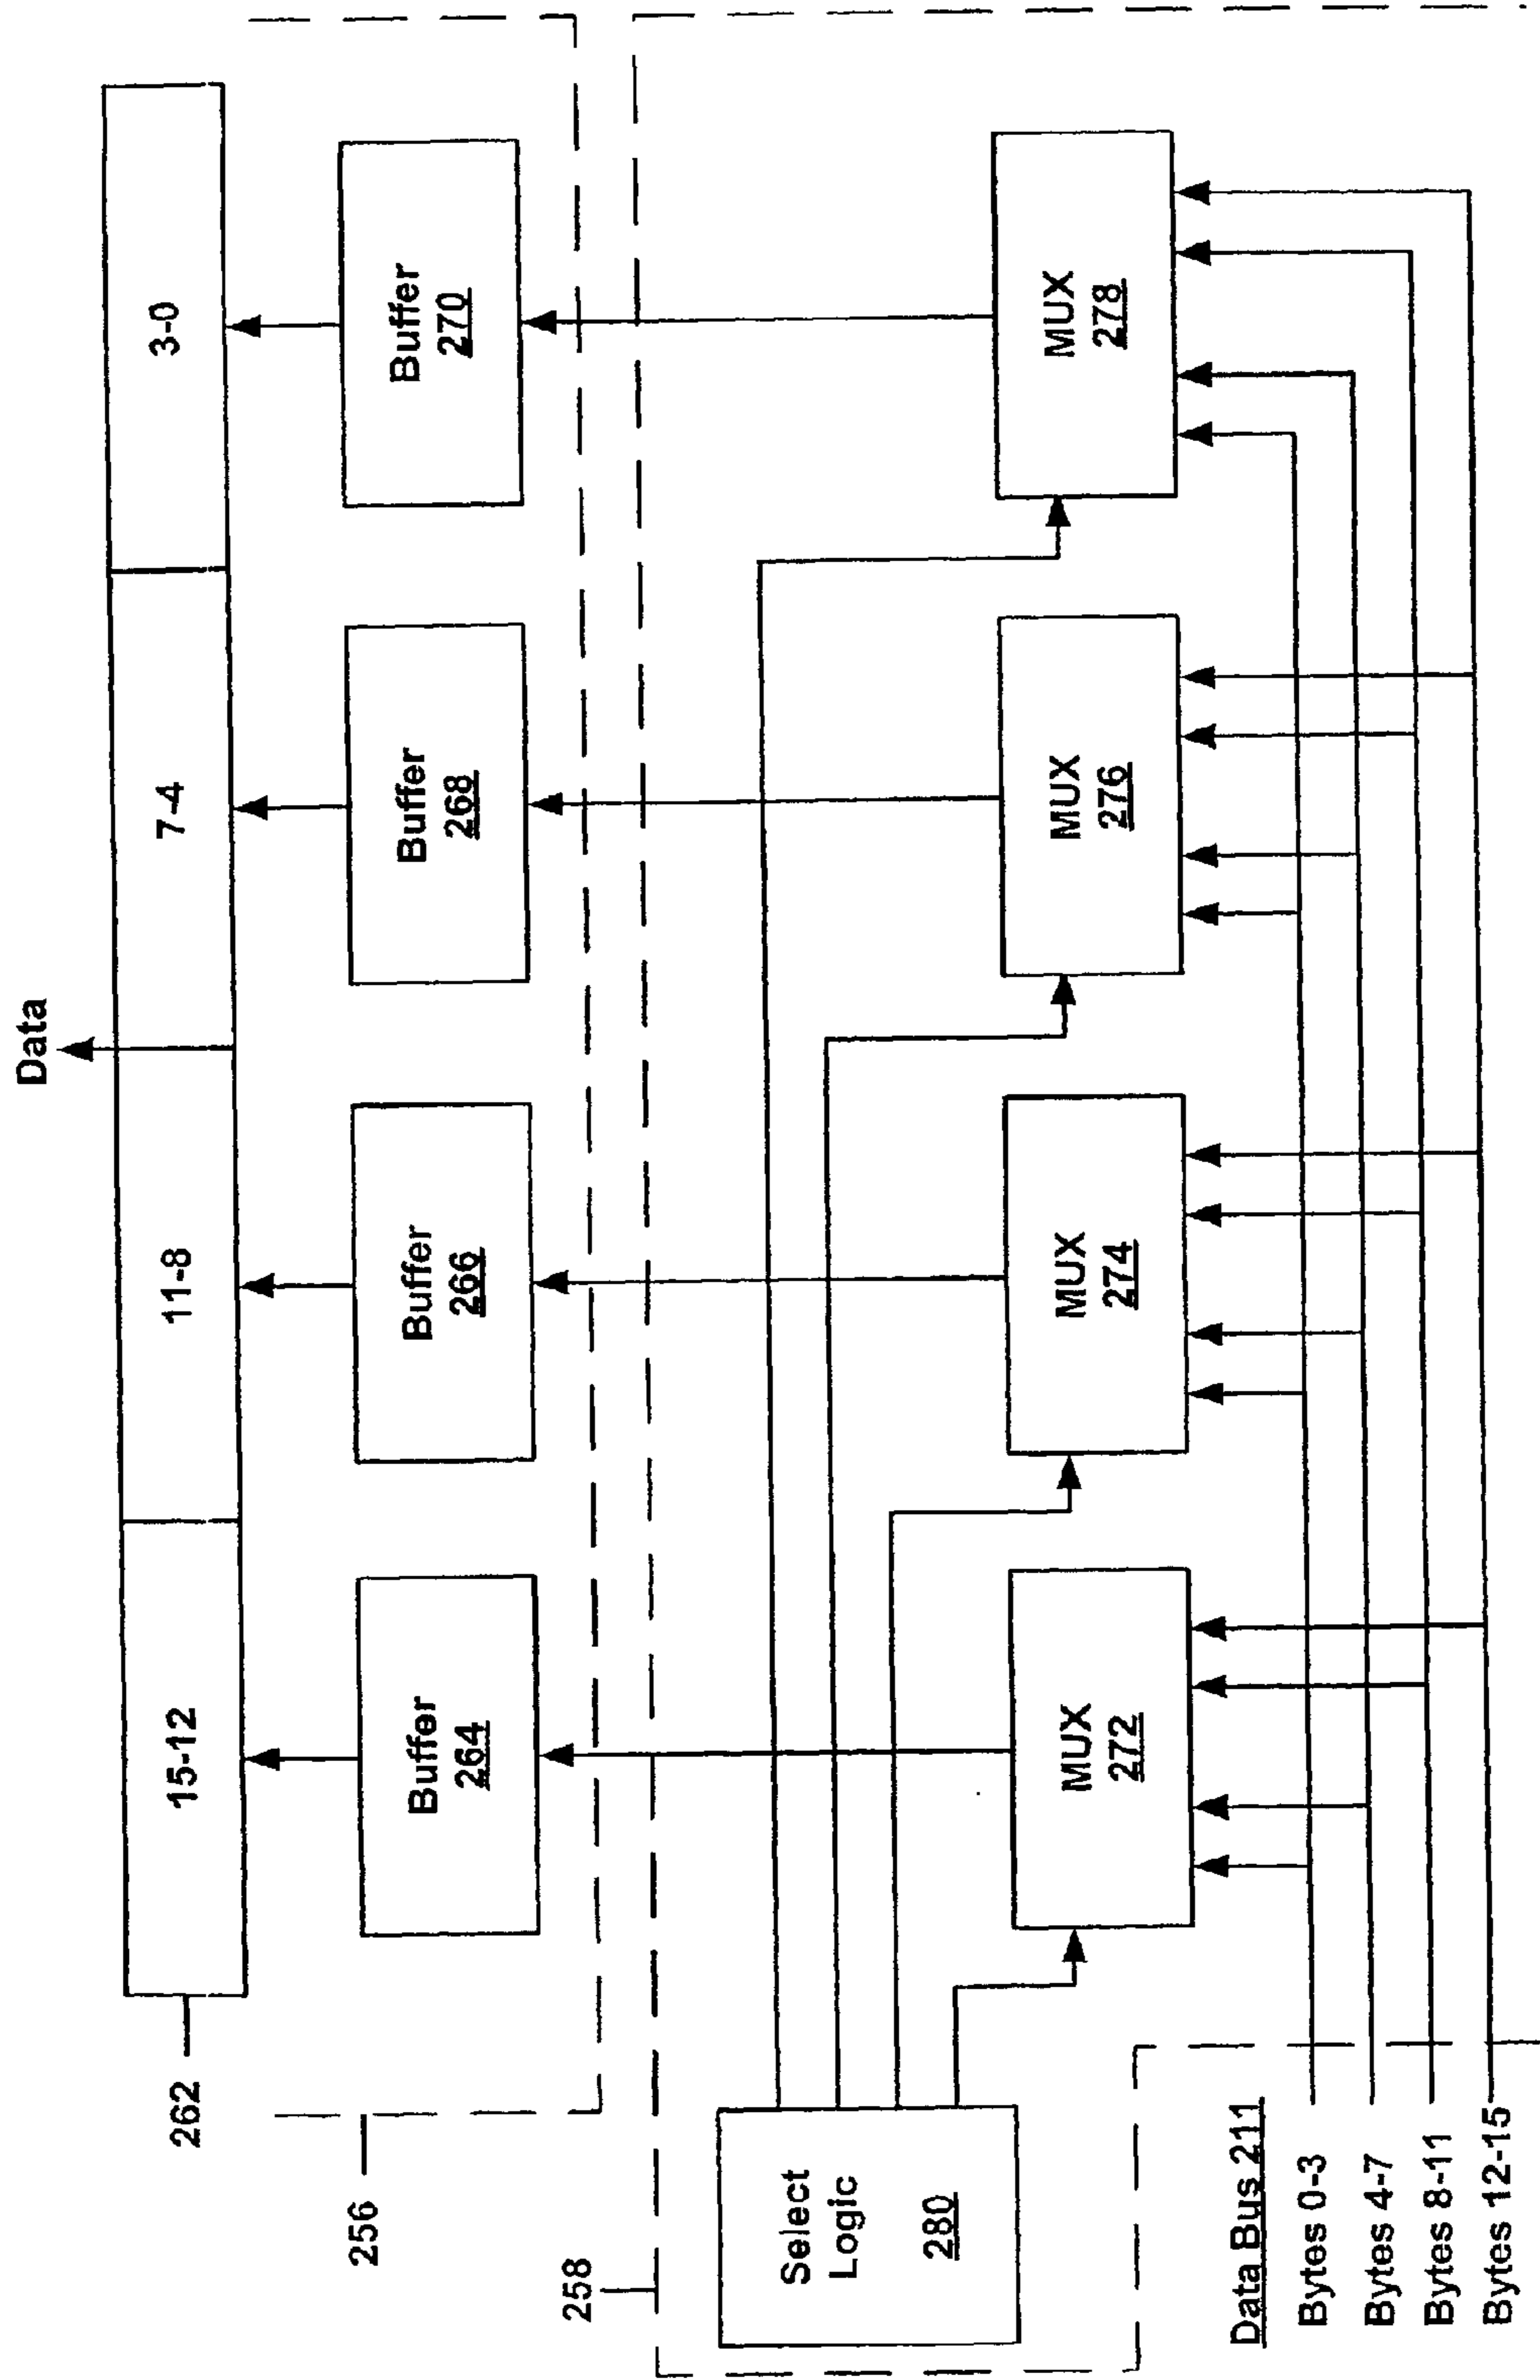 Data
262
15-12
11-8
7-4
3-0
256
Buffer
264
Buffer
266
Buffer
268
Buffer
270
258
Select
Logic
280
MUX
272
MUX
274
MUX
276
MUX
278
Data Bus 211
Bytes 0-3
Bytes 4-7
Bytes 8-11
Bytes 12-15